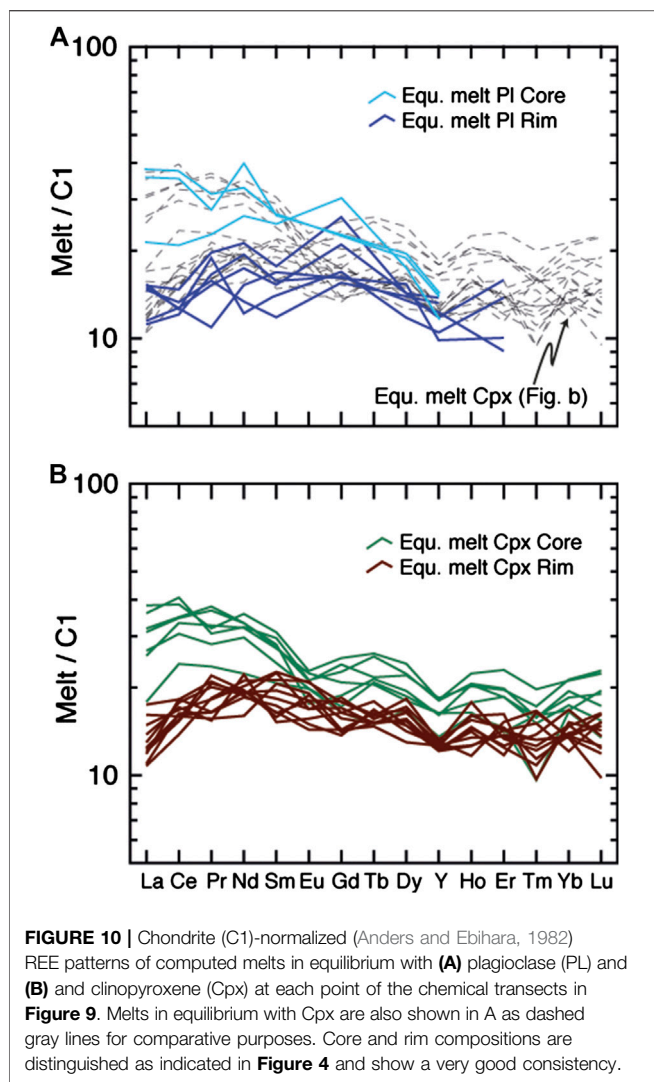 A
100
Equ. melt Pl Core
Equ. melt Pl Rim
Melt / C1
10
Equ. melt Cpx (Fig. b)
B
100
Equ. melt Cpx Core
Equ. melt Cpx Rim
Melt / C1
10
La Ce Pr Nd Sm Eu Gd Tb Dy Y Ho Er Tm Yb Lu
FIGURE 10 | Chondrite (C1)-normalized (Anders and Ebihara, 1982)
REE patterns of computed melts in equilibrium with (A) plagioclase (PL) and
(B) and clinopyroxene (Cpx) at each point of the chemical transects in
Figure 9. Melts in equilibrium with Cpx are also shown in A as dashed
gray lines for comparative purposes. Core and rim compositions are
distinguished as indicated in Figure 4 and show a very good consistency.